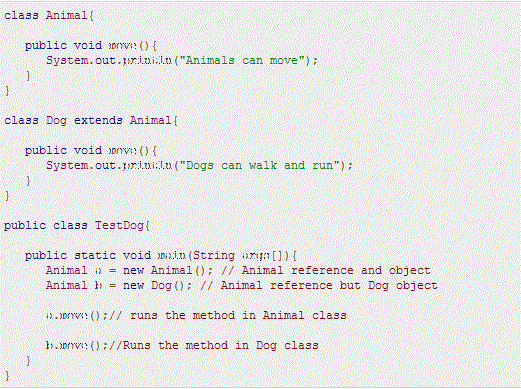 class Animal{
public void move(){
System.out.println("Animals can move");
}
}
class Dog extends Animal{
public void move(){
System.out.println("Dogs can walk and run");
}
}
public class TestDog{
public static void main(String args[]){
Animal a = new Animal(); // Animal reference and object
Animal b = new Dog(); // Animal reference but Dog object
a.move();// runs the method in Animal class
b.move();//Runs the method in Dog class
}
}